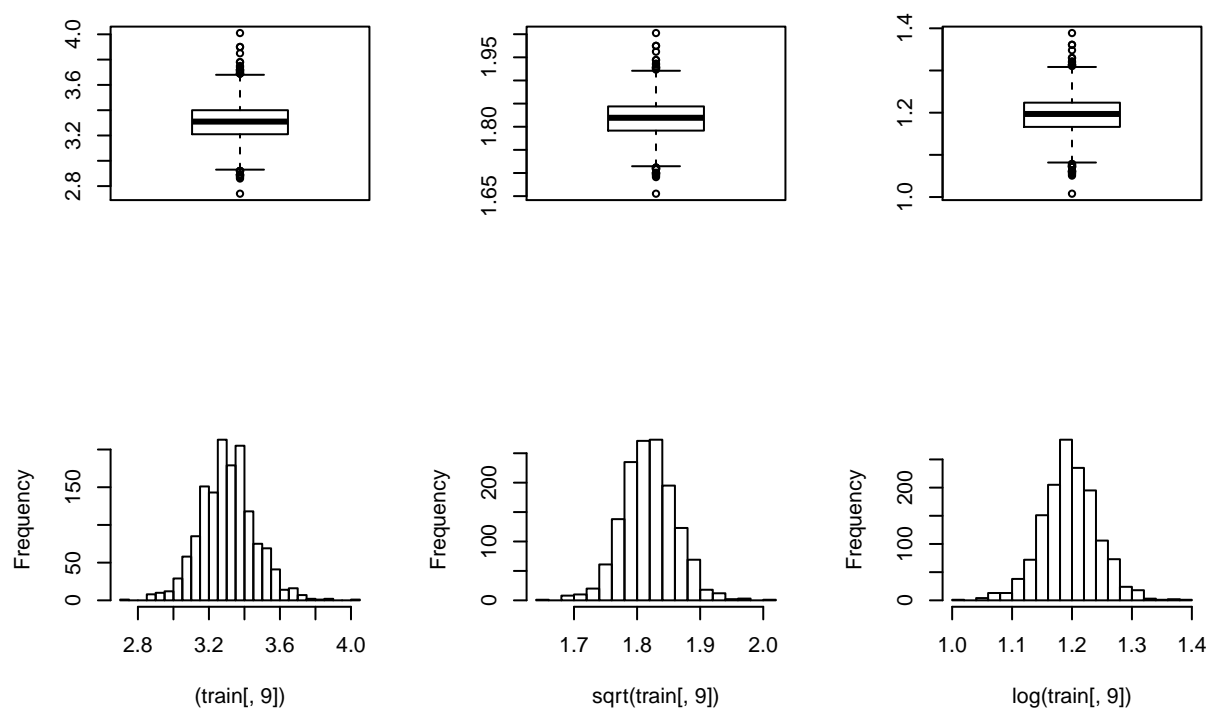 2.8 3.2 3.6 4.0
1.65 1.80 1.95
1.0 1.2 1.4
Frequency
0 50 150
2.8 3.2 3.6 4.0
(train[, 9])
Frequency
0 100 200
1.7 1.8 1.9 2.0
sqrt(train[, 9])
Frequency
0 100 200
1.0 1.1 1.2 1.3 1.4
log(train[, 9])